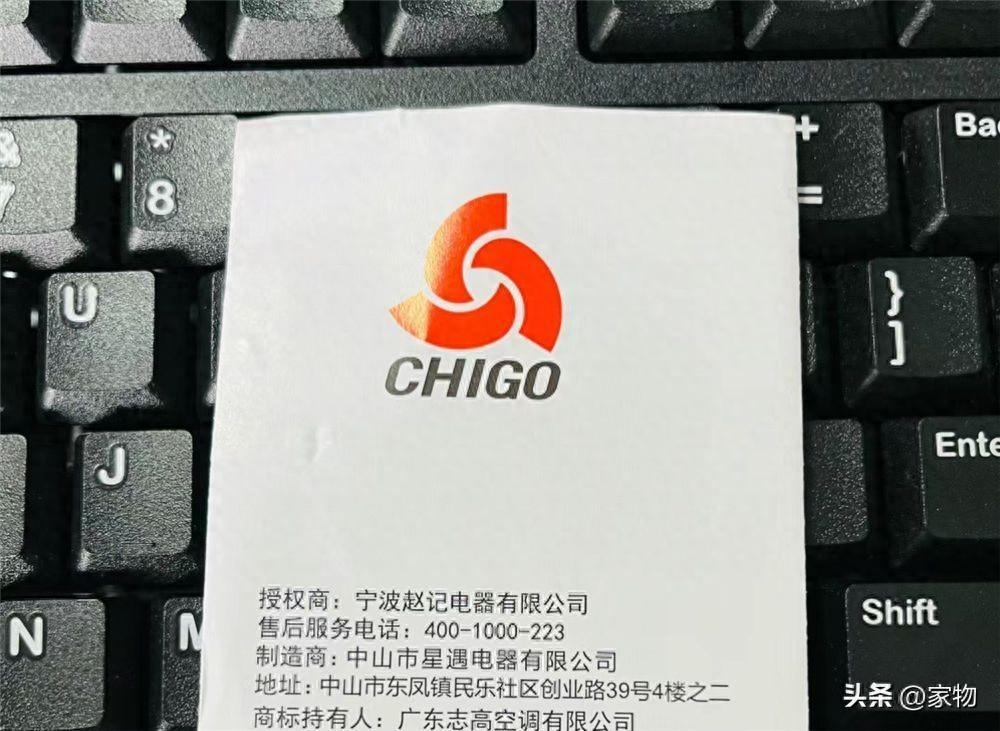 *
8
+
=
U
}
]
CHIGO
J
Enter
N
M
Shift
授权商：宁波赵记电器有限公司
售后服务电话：400-1000-223
制造商：中山市星遇电器有限公司
地址：中山市东凤镇民乐社区创业路39号4楼之二
商标持有人：广东志高空调有限公司
头条 @家物